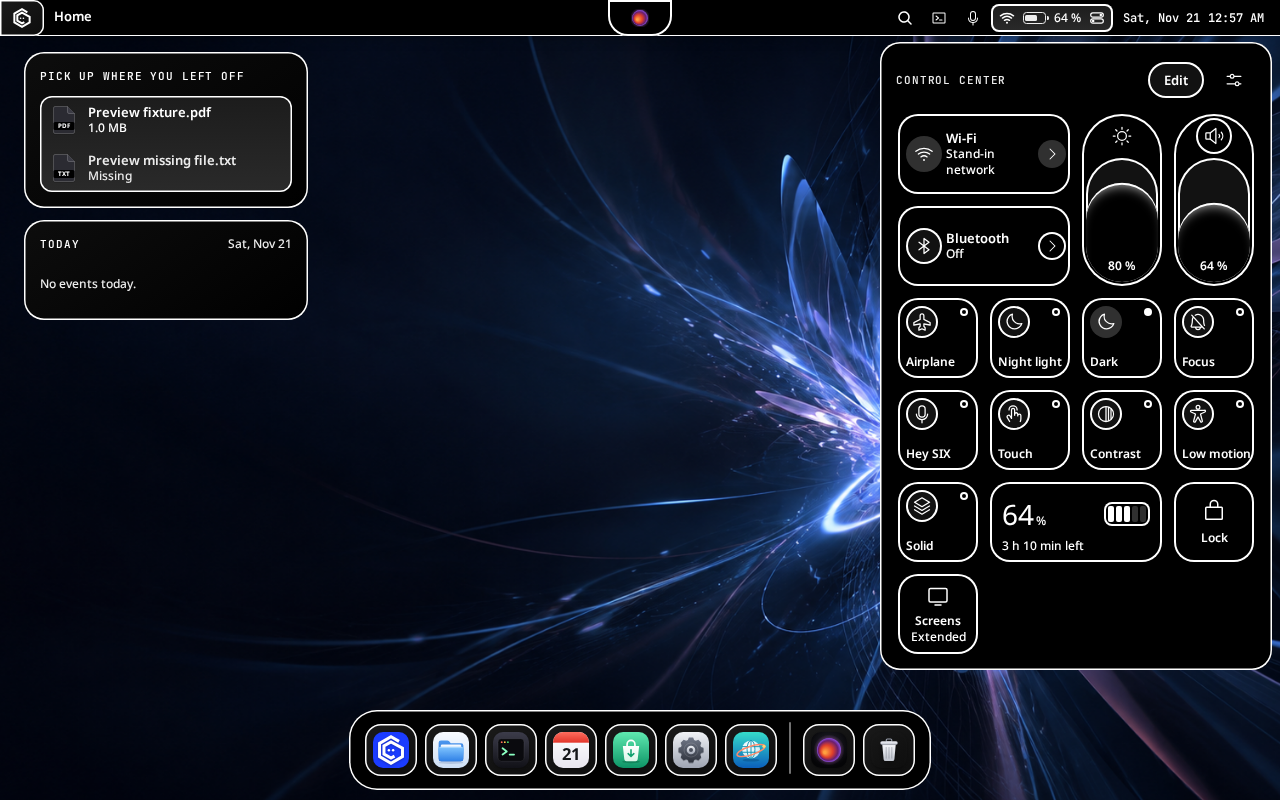 Home
64 %
Sat, Nov 21 12:57 AM
PICK UP WHERE YOU LEFT OFF
PDF
Preview fixture.pdf
1.0 MB
TXT
Preview missing file.txt
Missing
TODAY
Sat, Nov 21
No events today.
CONTROL CENTER
Edit
Wi-Fi
Stand-in
network
Bluetooth
Off
80 %
64 %
Airplane
Night light
Dark
Focus
Hey SIX
Touch
Contrast
Low motion
Solid
64 %
3 h 10 min left
Lock
Screens
Extended
21